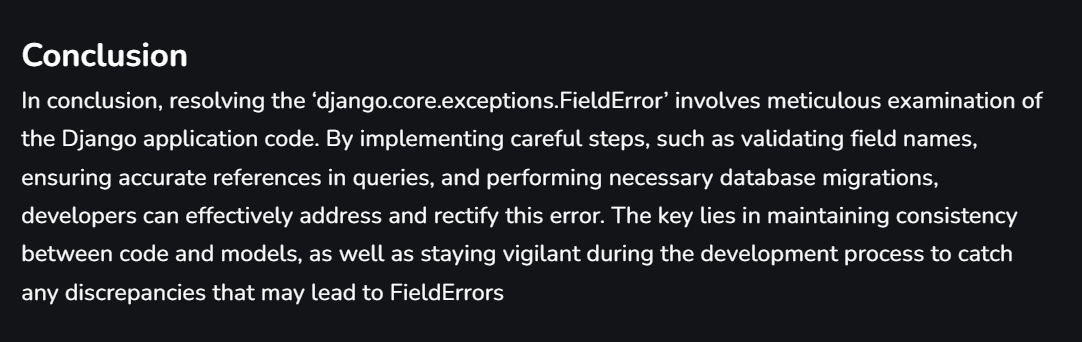 Conclusion
In conclusion, resolving the ‘django.core.exceptions.FieldError’ involves meticulous examination of
the Django application code. By implementing careful steps, such as validating field names,
ensuring accurate references in queries, and performing necessary database migrations,
developers can effectively address and rectify this error. The key lies in maintaining consistency
between code and models, as well as staying vigilant during the development process to catch
any discrepancies that may lead to FieldErrors